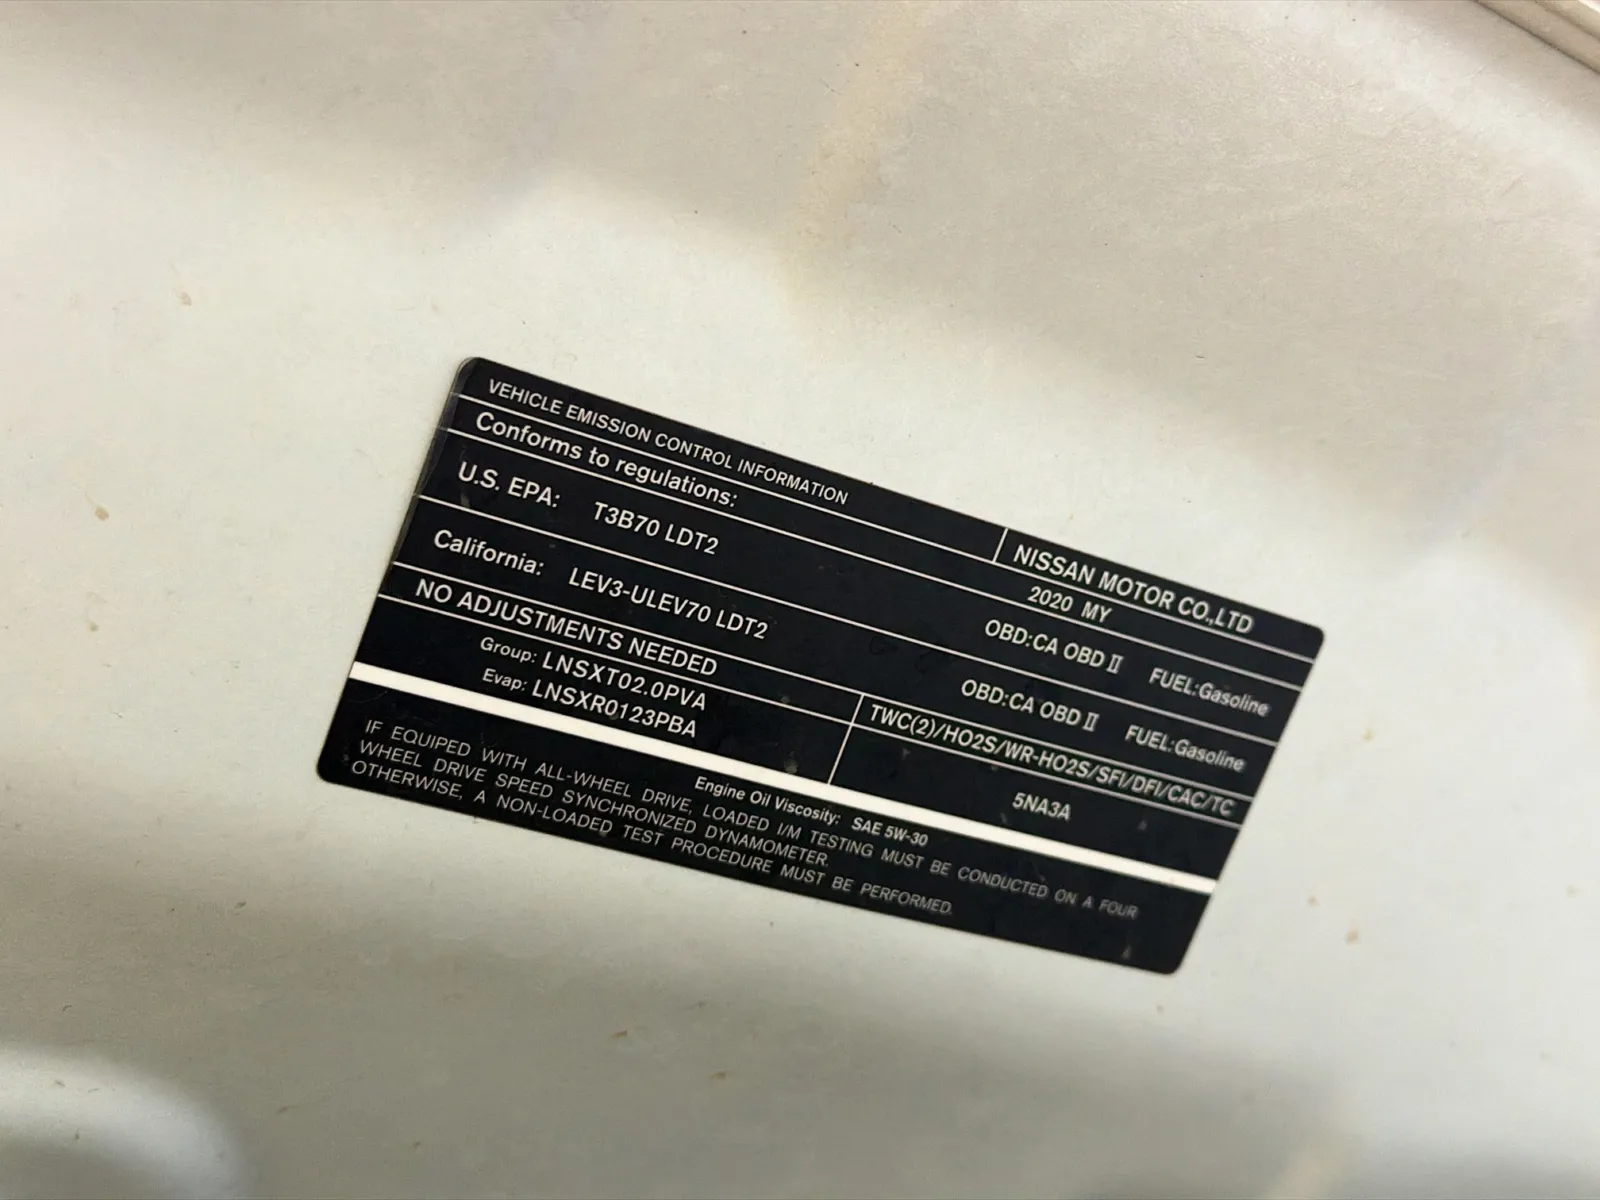 VEHICLE EMISSION CONTROL INFORMATION
NISSAN MOTOR CO.,LTD
Conforms to regulations:
2020 MY
U.S. EPA: T3B70 LDT2 OBD:CA OBD II FUEL:Gasoline
California: LEV3-ULEV70 LDT2 OBD:CA OBD II FUEL:Gasoline
NO ADJUSTMENTS NEEDED
TWC(2)/HO2S/WR-HO2S/SFI/DFI/CAC/TC
Group: LNSXT02.0PVA
Evap: LNSXR0123PBA
5NA3A
Engine Oil Viscosity: SAE 5W-30
IF EQUIPPED WITH ALL-WHEEL DRIVE, LOADED I/M TESTING MUST BE CONDUCTED ON A FOUR
WHEEL DRIVE SPEED SYNCHRONIZED DYNAMOMETER.
OTHERWISE, A NON-LOADED TEST PROCEDURE MUST BE PERFORMED.